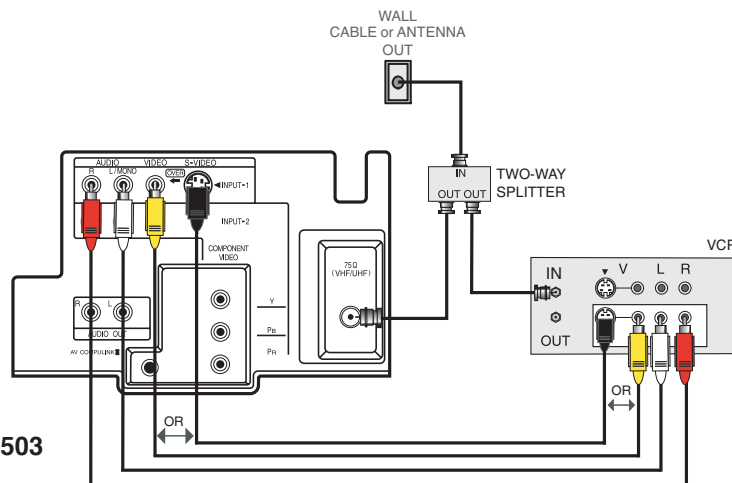 WALL
CABLE or ANTENNA
OUT
IN
OUT OUT
TWO-WAY
SPLITTER
AUDIO
VIDEO
S-VIDEO
R
L/MONO
OVER
◄INPUT-1
INPUT-2
COMPONENT
VIDEO
75Ω
(VHF/UHF)
Y
PB
PR
R
L
AUDIO OUT
AV COMPULINK
VCR
IN
V
L
R
OUT
OR
OR
503